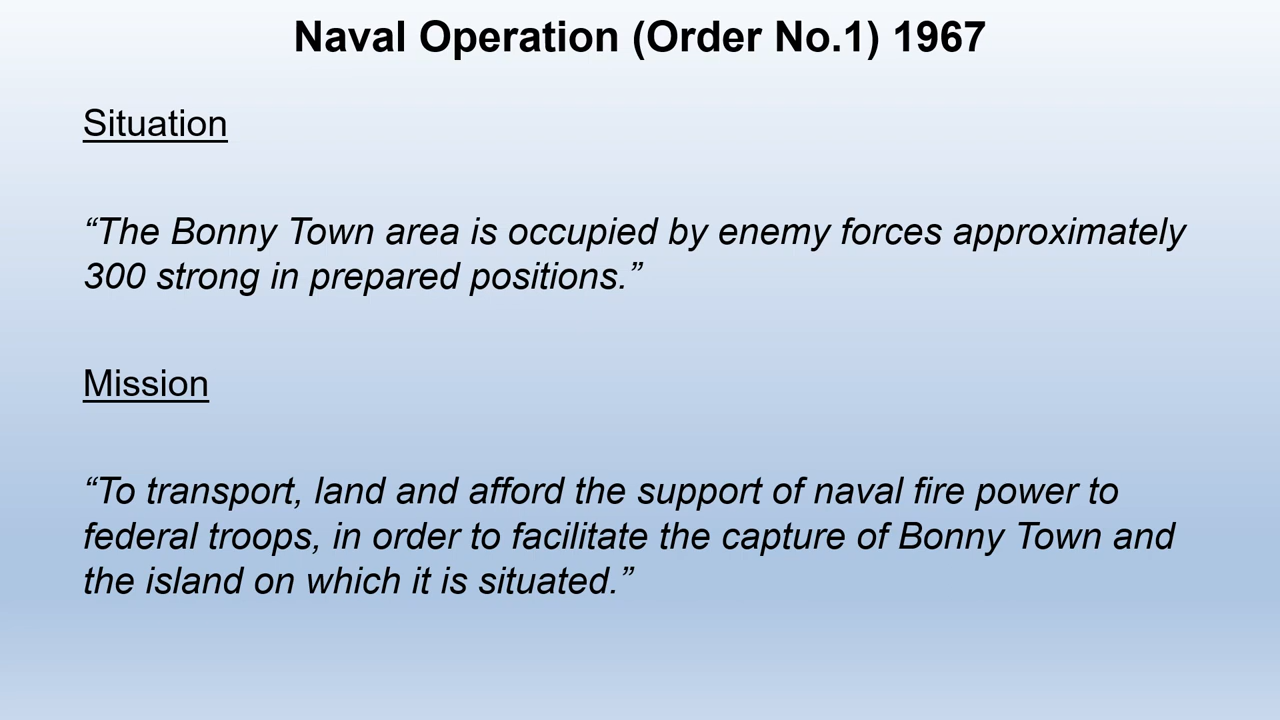 Naval Operation (Order No.1) 1967
Situation
“The Bonny Town area is occupied by enemy forces approximately
300 strong in prepared positions.”
Mission
“To transport, land and afford the support of naval fire power to
federal troops, in order to facilitate the capture of Bonny Town and
the island on which it is situated.”